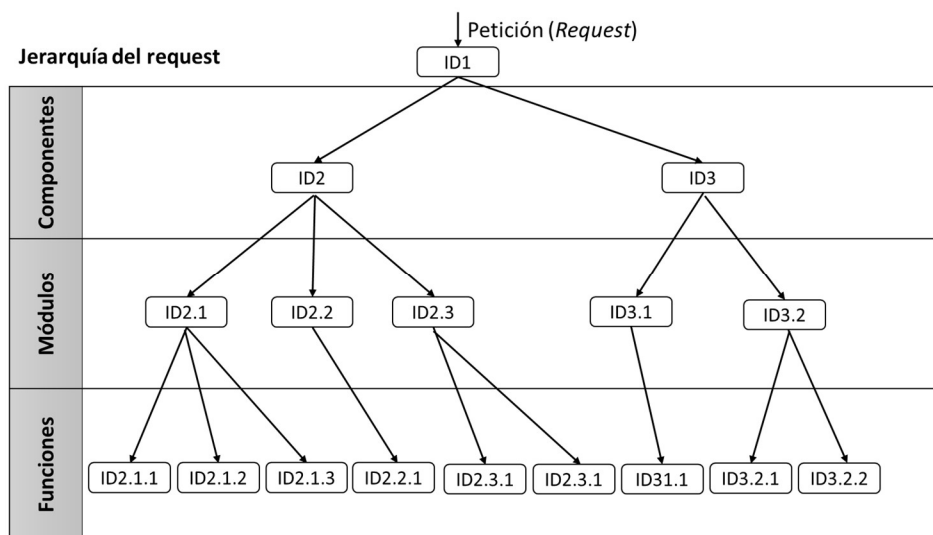 Petición (Request)
Jerarquía del request
ID1
Componentes
ID2
ID3
Módulos
ID2.1
ID2.2
ID2.3
ID3.1
ID3.2
Funciones
ID2.1.1
ID2.1.2
ID2.1.3
ID2.2.1
ID2.3.1
ID2.3.1
ID31.1
ID3.2.1
ID3.2.2